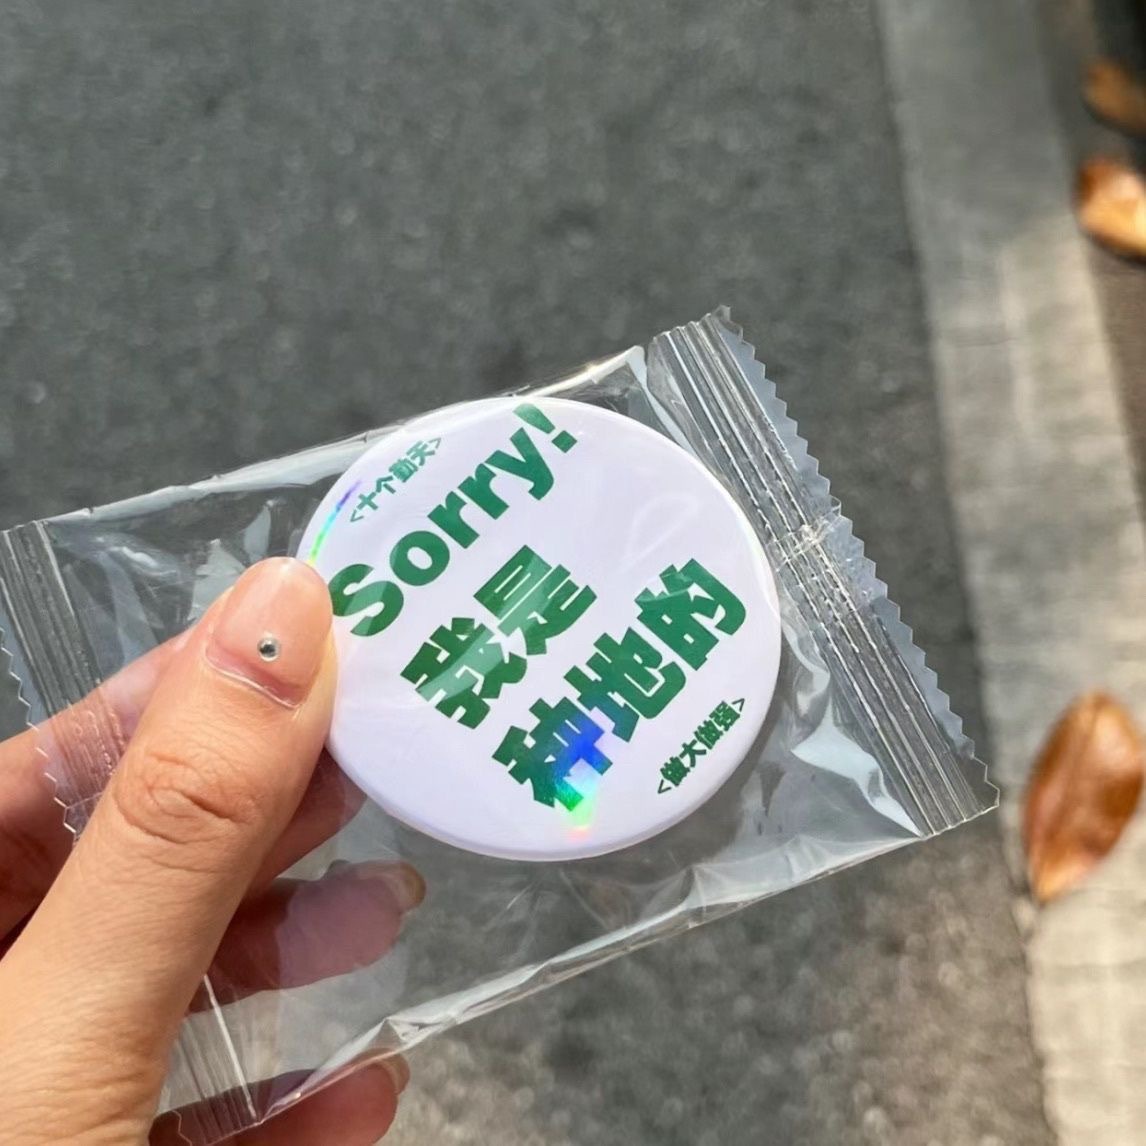 <十个勤天>
Sorry!
我是
种地的
<做大做强>